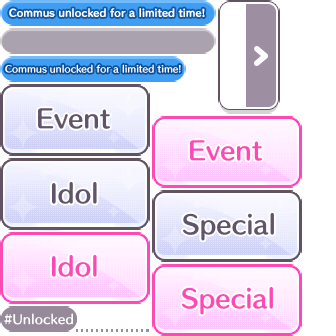 Commus unlocked for a limited time!
Commus unlocked for a limited time!
Event
Event
Idol
Special
Idol
Special
#Unlocked